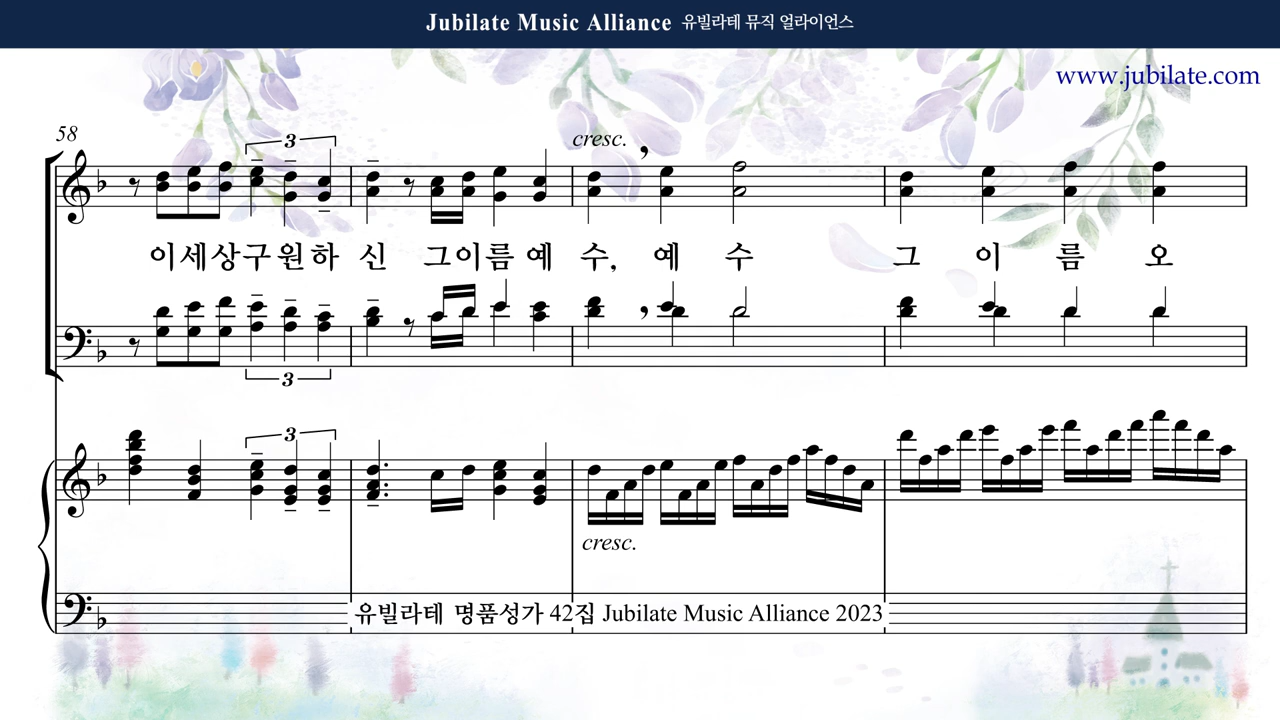 Jubilate Music Alliance 유빌라테 뮤직 얼라이언스
www.jubilate.com
58
3
cresc.
이세상구원하 신 그이름 예 수, 예 수 그 이 름 오
3
3
cresc.
유빌라테 명품성가 42집 Jubilate Music Alliance 2023